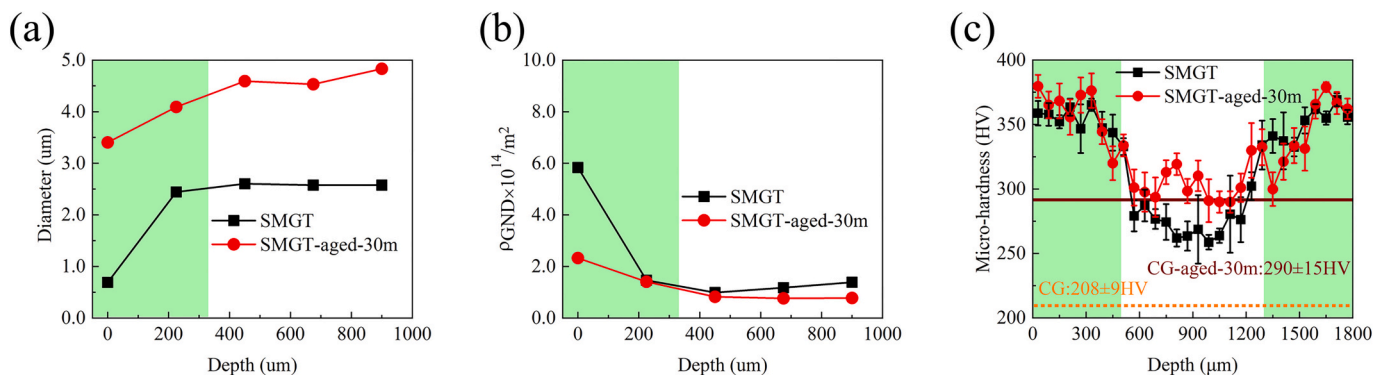 (a)
5.0
4.0
3.0
2.0
1.0
0.0
Diameter (um)
SMGT
SMGT-aged-30m
0 200 400 600 800 1000
Depth (um)
(b)
10.0
8.0
6.0
4.0
2.0
0.0
ρGND×10 14/m2
SMGT
SMGT-aged-30m
0 200 400 600 800 1000
Depth (um)
(c)
400
350
300
250
200
Micro-hardness (HV)
SMGT
SMGT-aged-30m
CG-aged-30m:290±15HV
CG:208±9HV
0 300 600 900 1200 1500 1800
Depth (μm)